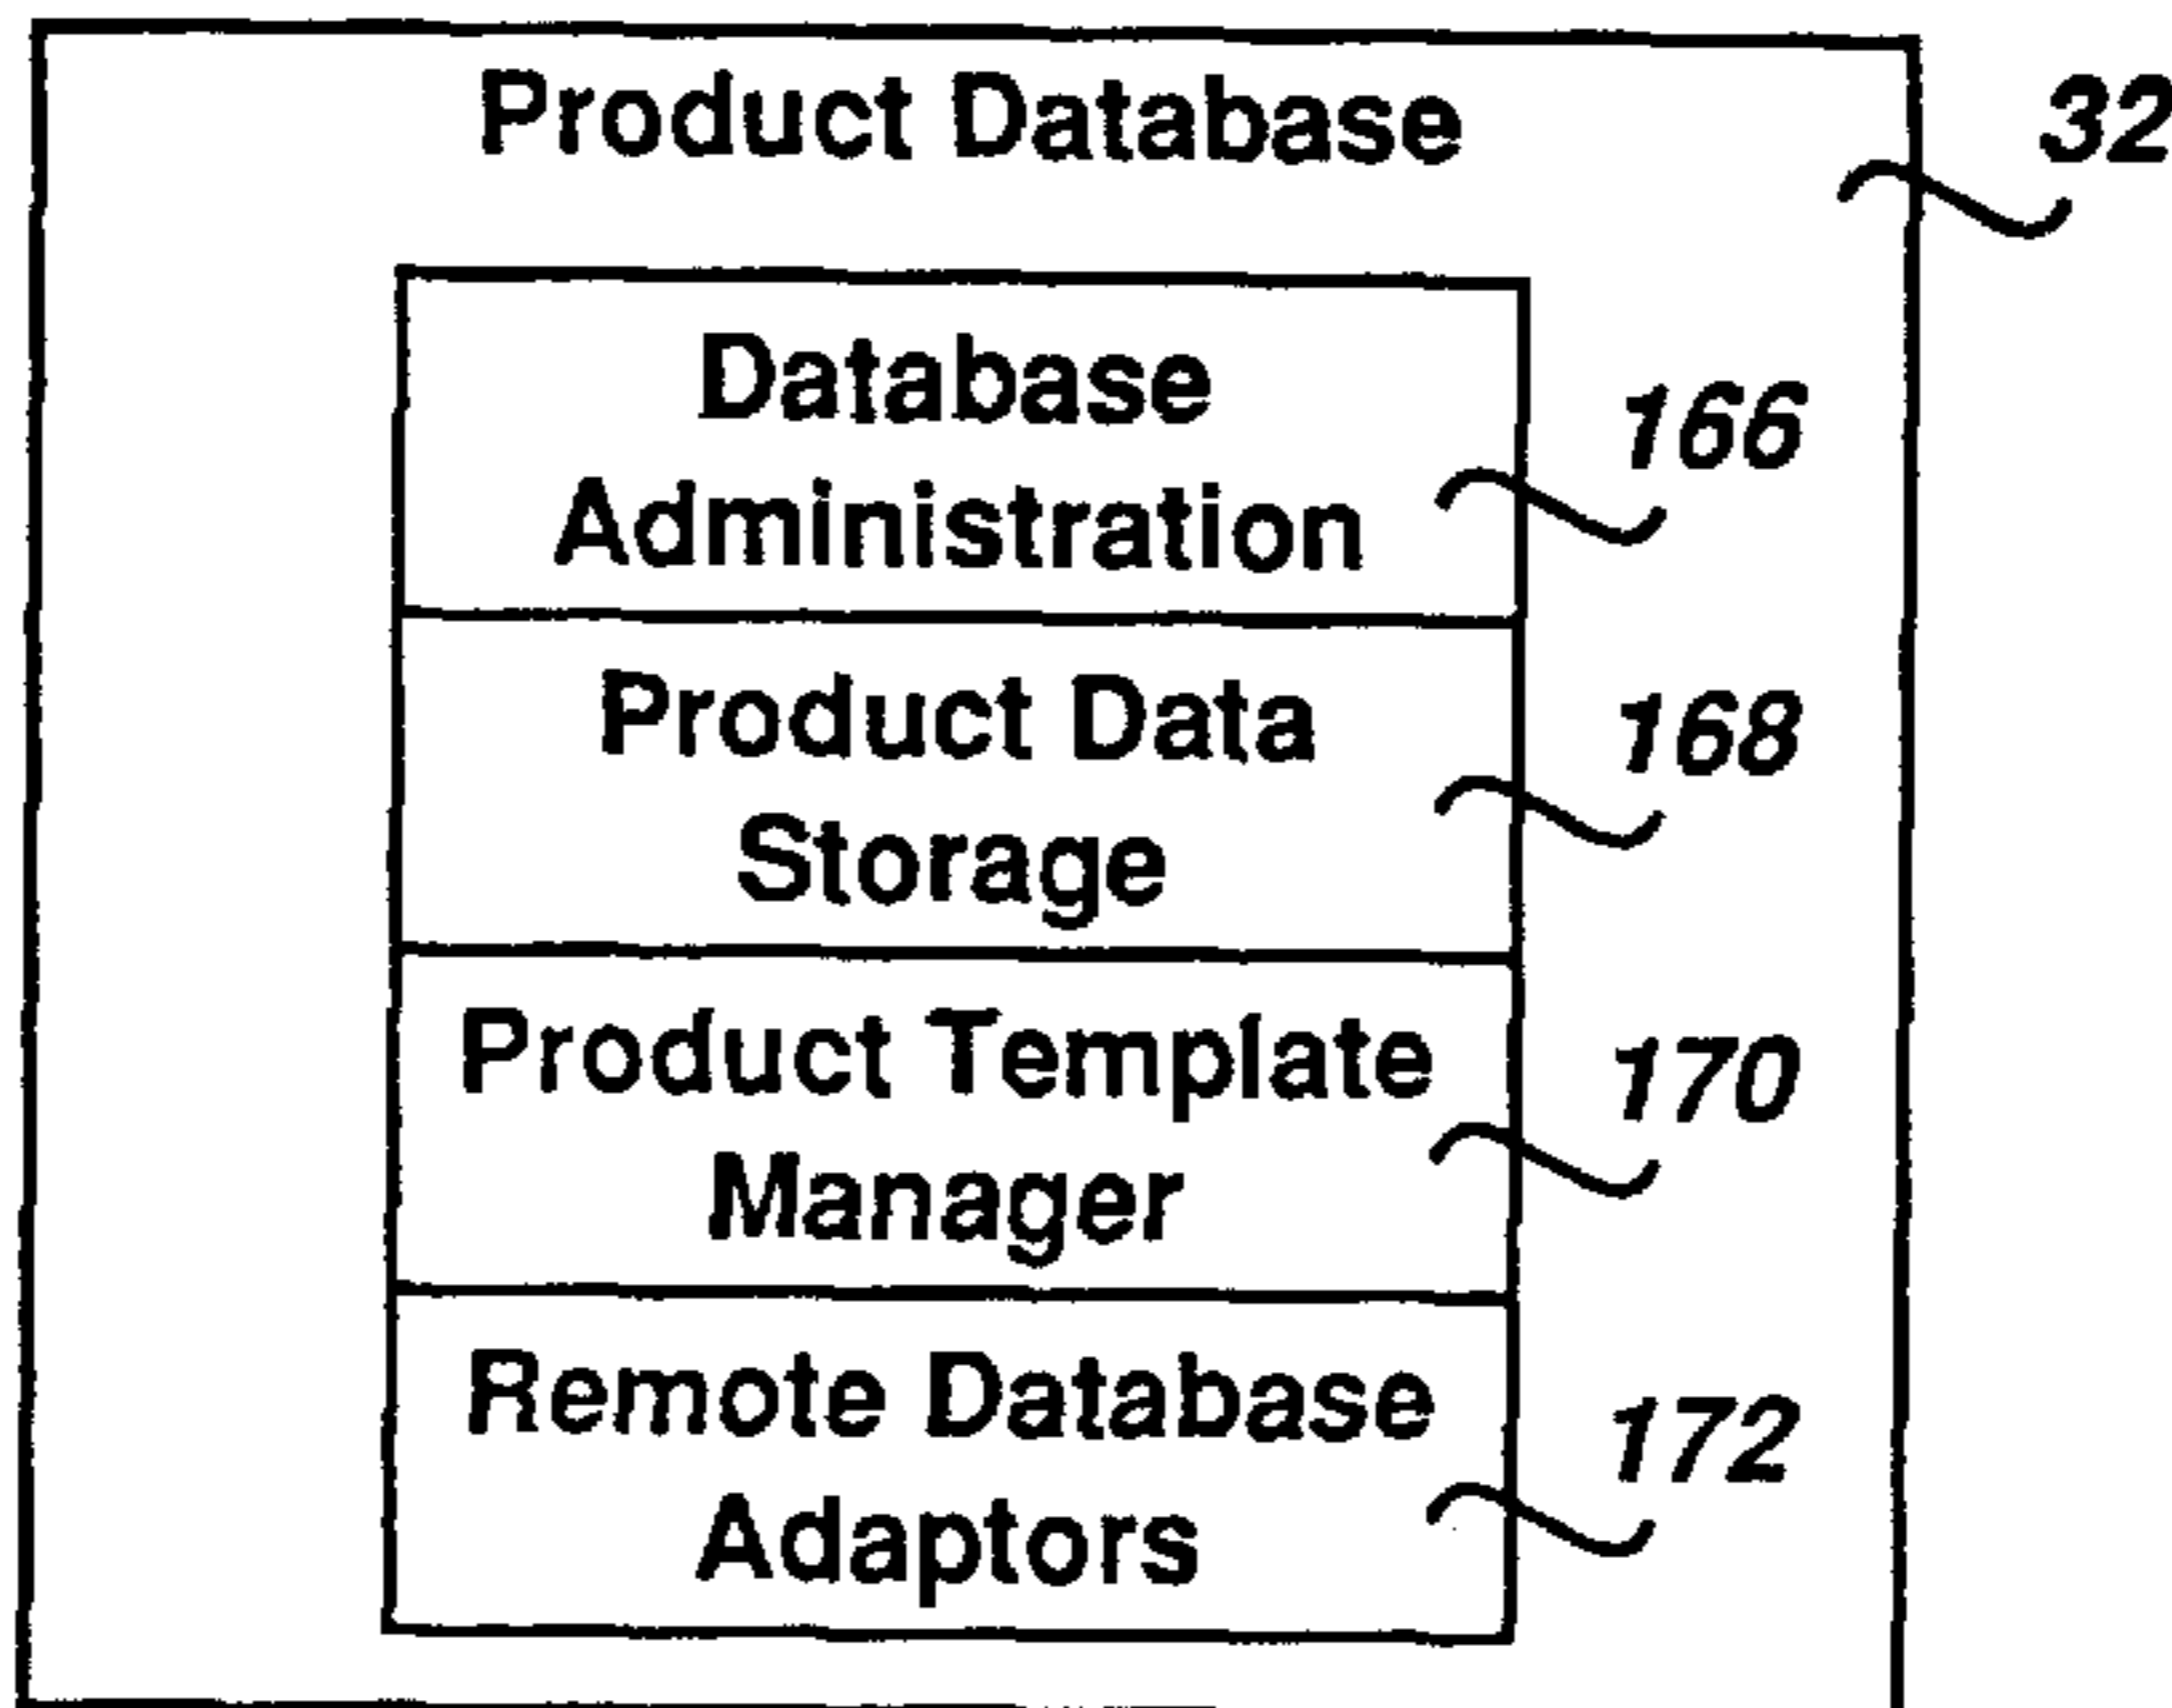 Product Database
32
Database
166
Administration
Product Data
168
Storage
Product Template
170
Manager
Remote Database
172
Adaptors